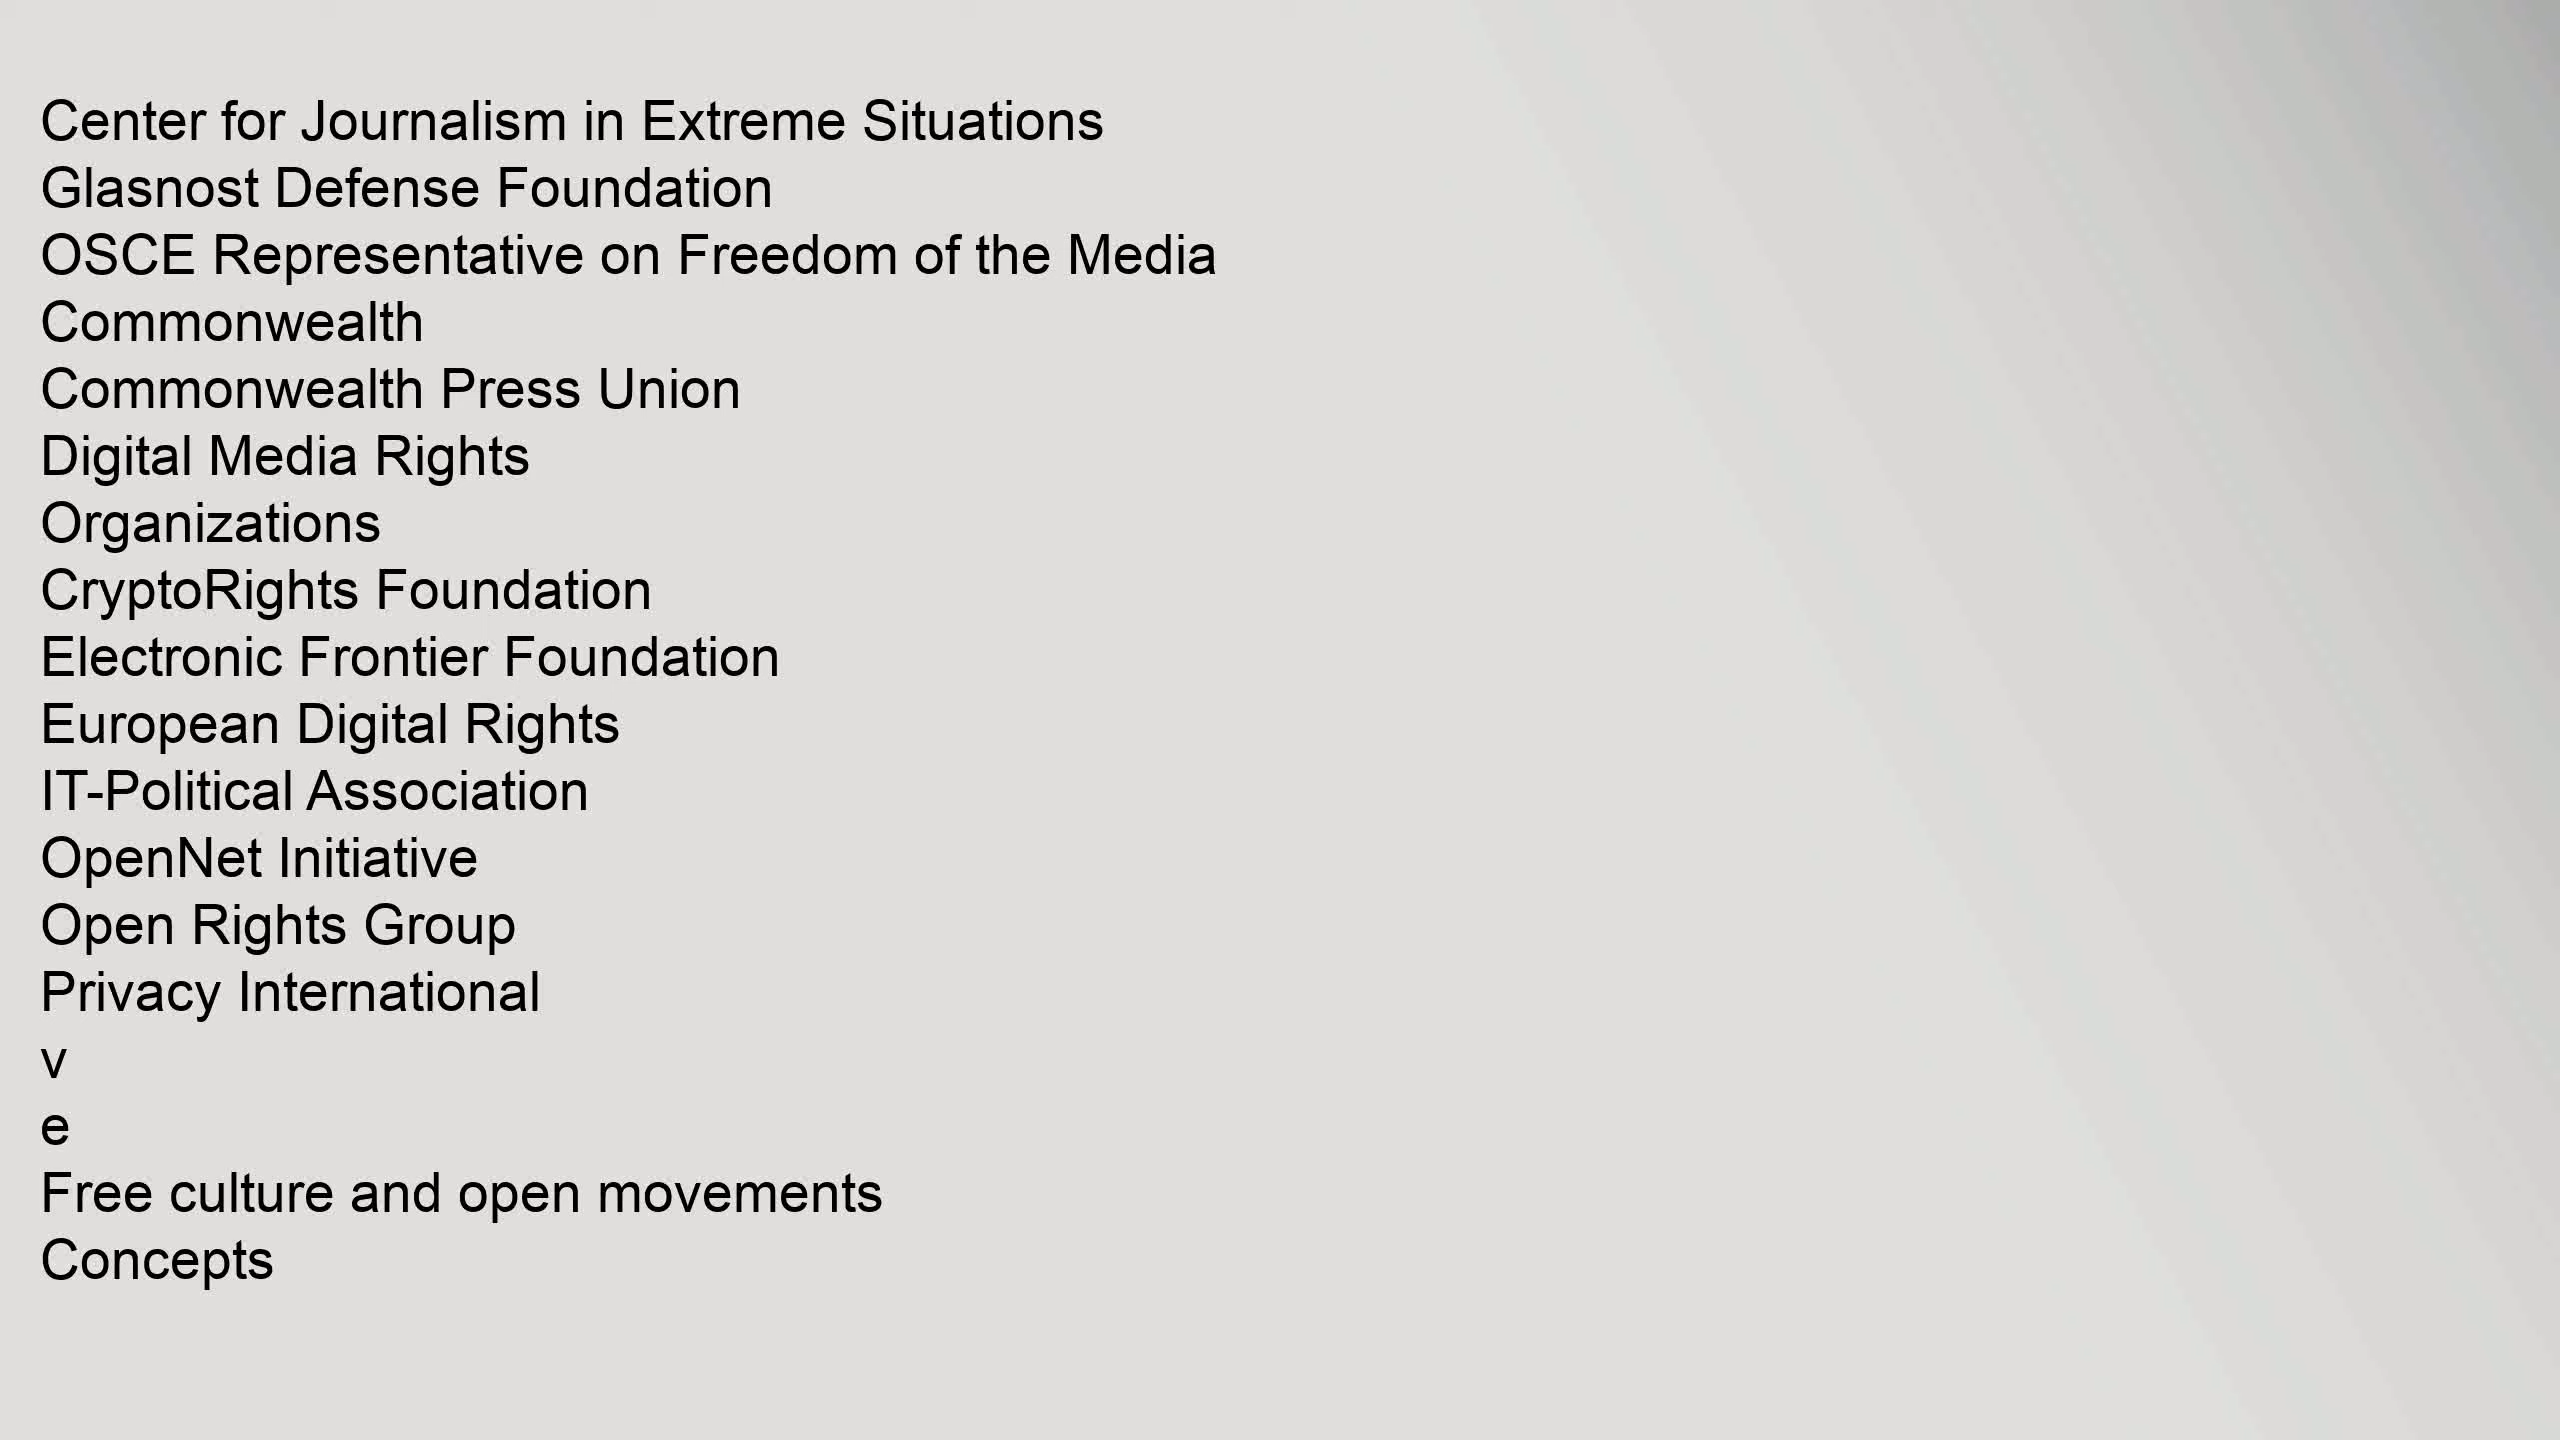 Center for Journalism in Extreme Situations
Glasnost Defense Foundation
OSCE Representative on Freedom of the Media
Commonwealth
Commonwealth Press Union
Digital Media Rights
Organizations
CryptoRights Foundation
Electronic Frontier Foundation
European Digital Rights
IT-Political Association
OpenNet Initiative
Open Rights Group
Privacy International
v
e
Free culture and open movements
Concepts